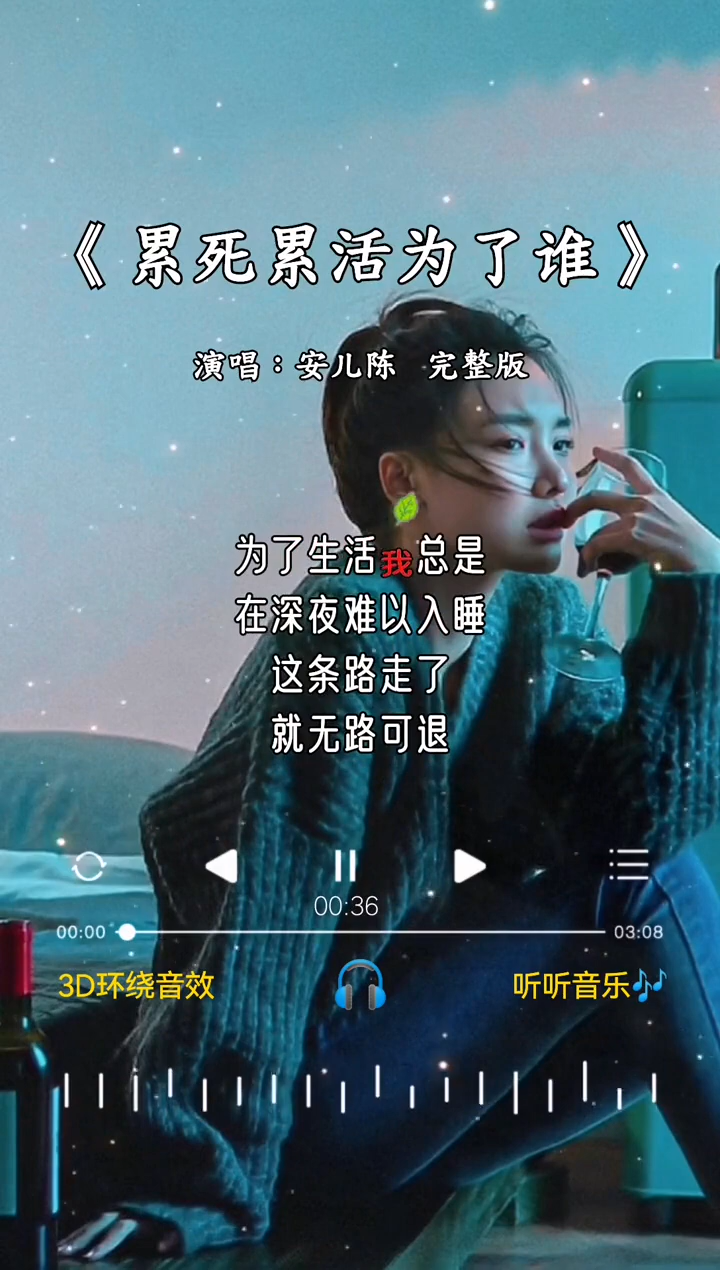 《累死累活为了谁》
演唱：安儿陈 完整版
为了生活我总是
在深夜难以入睡
这条路走了
就无路可退
00:36
00:00 03:08
3D环绕音效 听听音乐